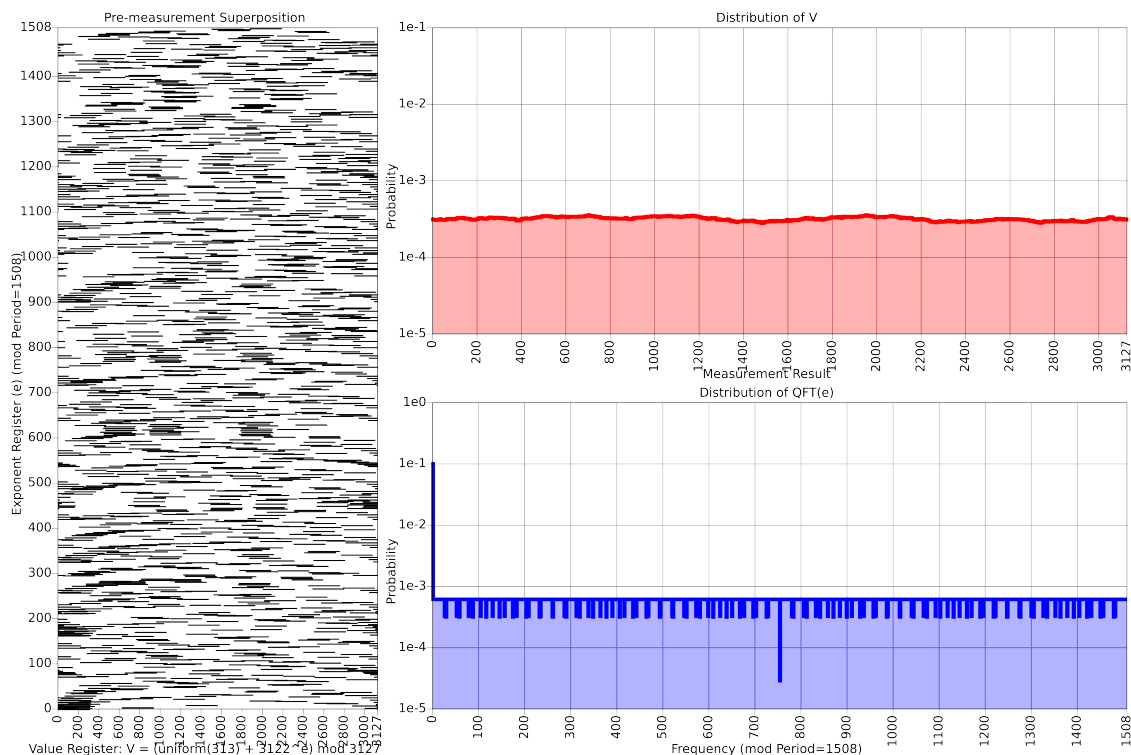 Pre-measurement Superposition
1508
1400
1300
1200
1100
1000
900
800
700
600
500
400
300
200
100
0
Exponent Register (e) (mod Period=1508)
0 200 400 600 800 1000 1200 1400 1600 1800 2000 2200 2400 2600 2800 3000 3127
Value Register: V = (uniform(313) + 3122^e) mod 3127
Distribution of V
1e-1
1e-2
1e-3
1e-4
1e-5
Probability
0 200 400 600 800 1000 1200 1400 1600 1800 2000 2200 2400 2600 2800 3000 3127
Measurement Result
Distribution of QFT(e)
1e0
1e-1
1e-2
1e-3
1e-4
1e-5
Probability
0 100 200 300 400 500 600 700 800 900 1000 1100 1200 1300 1400 1508
Frequency (mod Period=1508)